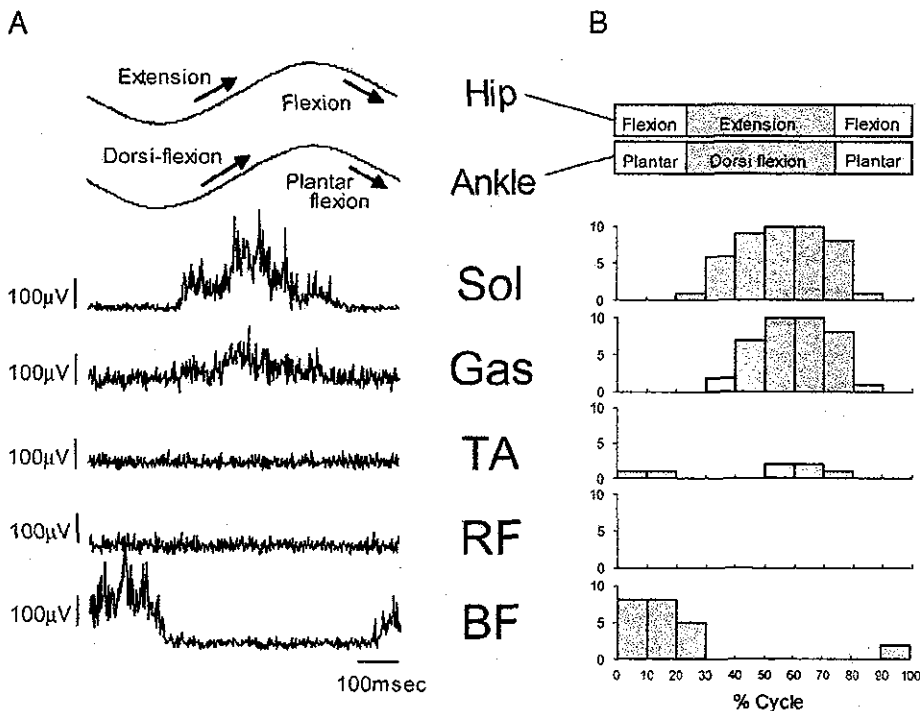 A
B
Extension
Flexion
Hip
Flexion Extension Flexion
Dorsi-flexion
Plantar
flexion
Ankle
Plantar Dorsi flexion Plantar
100µV
Sol
10
5
0
100µV
Gas
10
5
0
100µV
TA
10
5
0
100µV
RF
10
5
0
100µV
BF
10
5
0
0 10 20 30 40 50 60 70 80 90 100
100msec
% Cycle